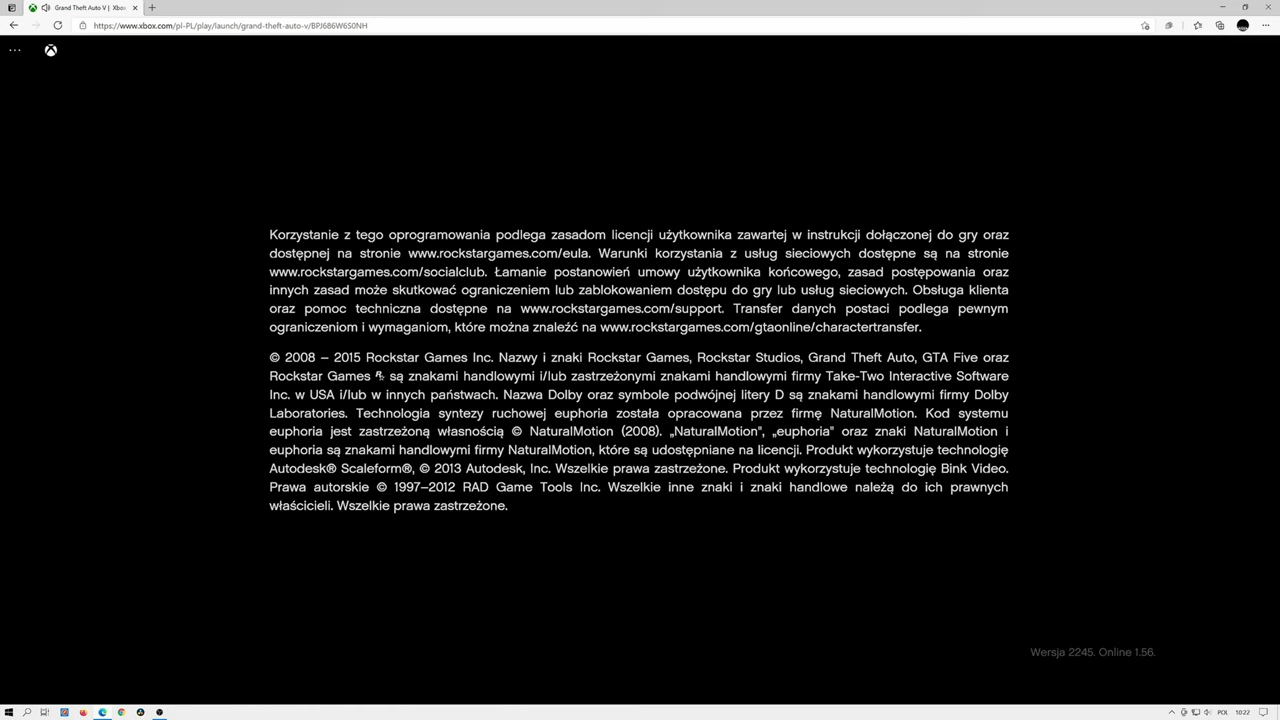 Grand Theft Auto V | Xbox
https://www.xbox.com/pl-PL/play/launch/grand-theft-auto-v/BPJ686W6S0NH
Korzystanie z tego oprogramowania podlega zasadom licencji użytkownika zawartej w instrukcji dołączonej do gry oraz
dostępnej na stronie www.rockstargames.com/eula. Warunki korzystania z usług sieciowych dostępne są na stronie
www.rockstargames.com/socialclub. Łamanie postanowień umowy użytkownika końcowego, zasad postępowania oraz
innych zasad może skutkować ograniczeniem lub zablokowaniem dostępu do gry lub usług sieciowych. Obsługa klienta
oraz pomoc techniczna dostępne na www.rockstargames.com/support. Transfer danych postaci podlega pewnym
ograniczeniom i wymaganiom, które można znaleźć na www.rockstargames.com/gtaonline/charactertransfer.
© 2008 – 2015 Rockstar Games Inc. Nazwy i znaki Rockstar Games, Rockstar Studios, Grand Theft Auto, GTA Five oraz
Rockstar Games R* są znakami handlowymi i/lub zastrzeżonymi znakami handlowymi firmy Take-Two Interactive Software
Inc. w USA i/lub w innych państwach. Nazwa Dolby oraz symbole podwójnej litery D są znakami handlowymi firmy Dolby
Laboratories. Technologia syntezy ruchowej euphoria została opracowana przez firmę NaturalMotion. Kod systemu
euphoria jest zastrzeżoną własnością © NaturalMotion (2008). „NaturalMotion", „euphoria" oraz znaki NaturalMotion i
euphoria są znakami handlowymi firmy NaturalMotion, które są udostępniane na licencji. Produkt wykorzystuje technologię
Autodesk® Scaleform®, © 2013 Autodesk, Inc. Wszelkie prawa zastrzeżone. Produkt wykorzystuje technologię Bink Video.
Prawa autorskie © 1997–2012 RAD Game Tools Inc. Wszelkie inne znaki i znaki handlowe należą do ich prawnych
właścicieli. Wszelkie prawa zastrzeżone.
Wersja 2245. Online 1.56.
POL
10:22